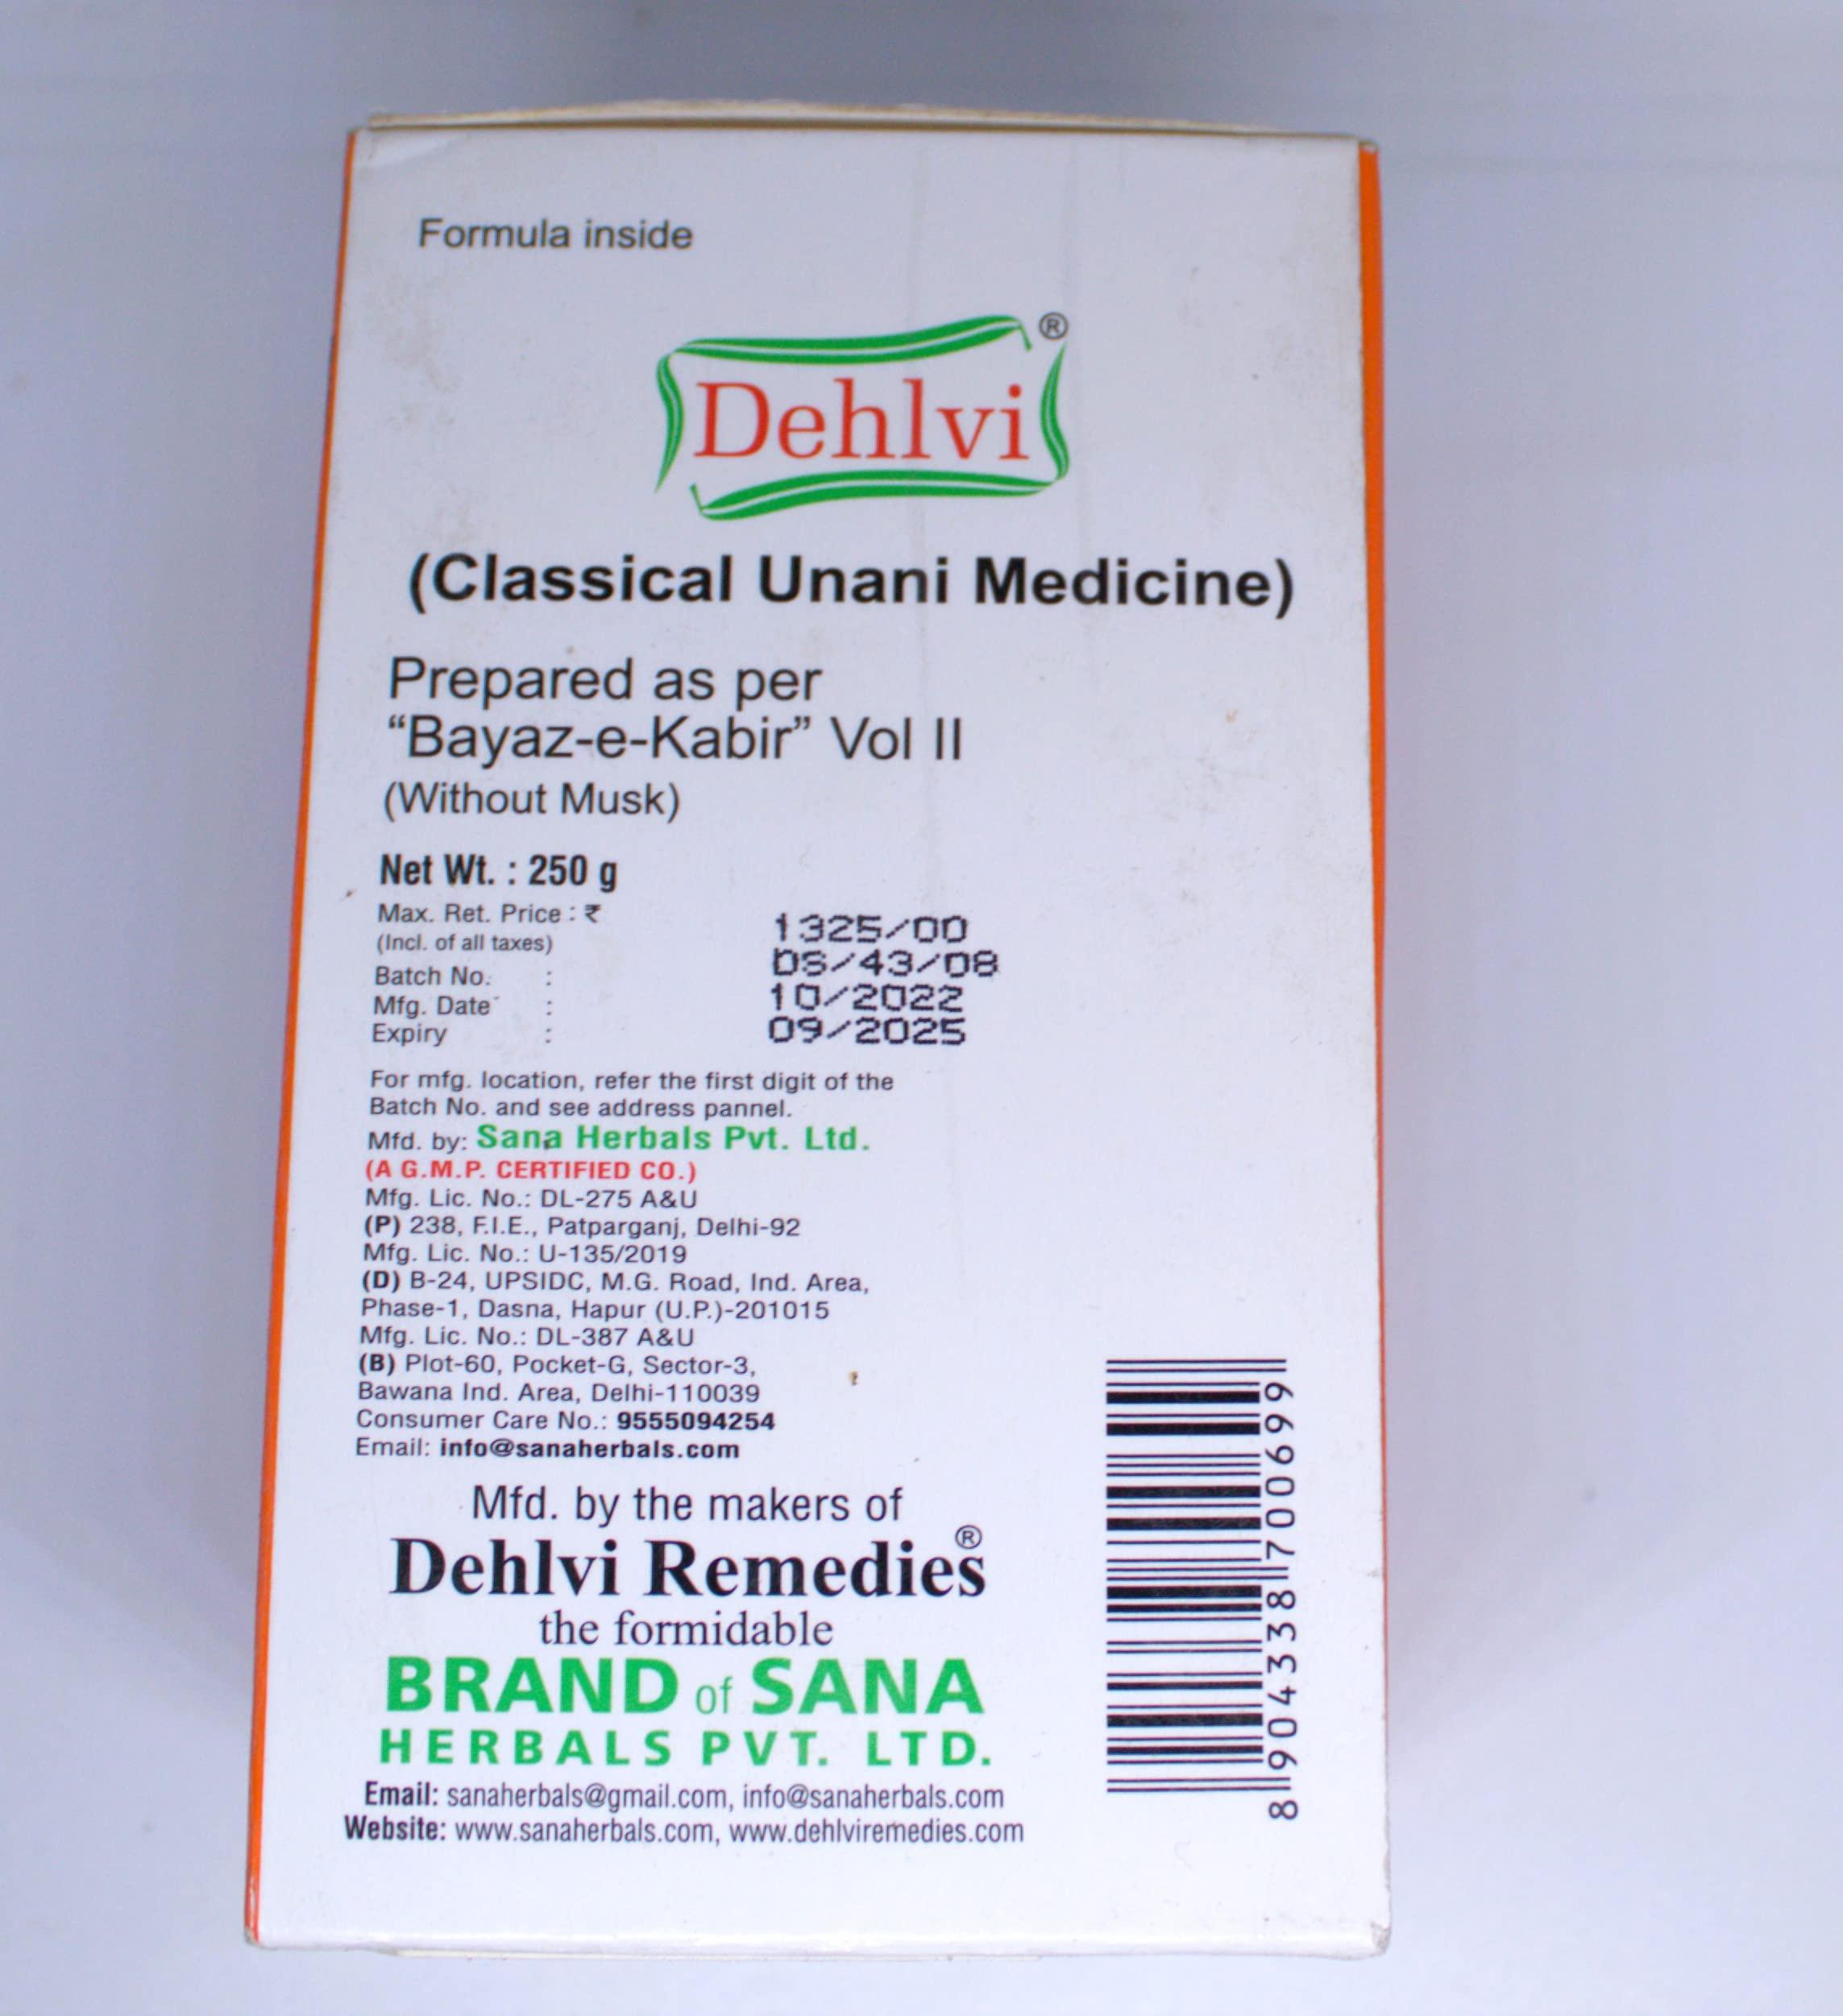 Formula inside
Dehlvi®
(Classical Unani Medicine)
Prepared as per
“Bayaz-e-Kabir” Vol II
(Without Musk)
Net Wt. : 250 g
Max. Ret. Price : ₹ 1325/00
(Incl. of all taxes)
Batch No. : DS/43/08
Mfg. Date : 10/2022
Expiry : 09/2025
For mfg. location, refer the first digit of the
Batch No. and see address pannel.
Mfd. by: Sana Herbals Pvt. Ltd.
(A G.M.P. CERTIFIED CO.)
Mfg. Lic. No.: DL-275 A&U
(P) 238, F.I.E., Patparganj, Delhi-92
Mfg. Lic. No.: U-135/2019
(D) B-24, UPSIDC, M.G. Road, Ind. Area,
Phase-1, Dasna, Hapur (U.P.)-201015
Mfg. Lic. No.: DL-387 A&U
(B) Plot-60, Pocket-G, Sector-3,
Bawana Ind. Area, Delhi-110039
Consumer Care No.: 9555094254
Email: info@sanaherbals.com
Mfd. by the makers of
Dehlvi Remedies®
the formidable
BRAND of SANA
HERBALS PVT. LTD.
Email: sanaherbals@gmail.com, info@sanaherbals.com
Website: www.sanaherbals.com, www.dehlviremedies.com
8 904338 700699